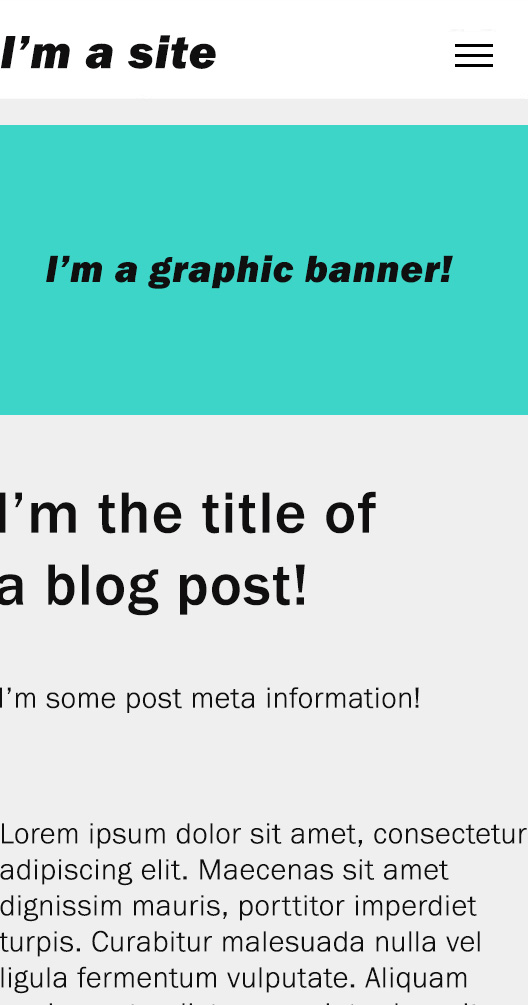 I’m a site
I’m a graphic banner!
I’m the title of
a blog post!
I’m some post meta information!
Lorem ipsum dolor sit amet, consectetur
adipiscing elit. Maecenas sit amet
dignissim mauris, porttitor imperdiet
turpis. Curabitur malesuada nulla vel
ligula fermentum vulputate. Aliquam